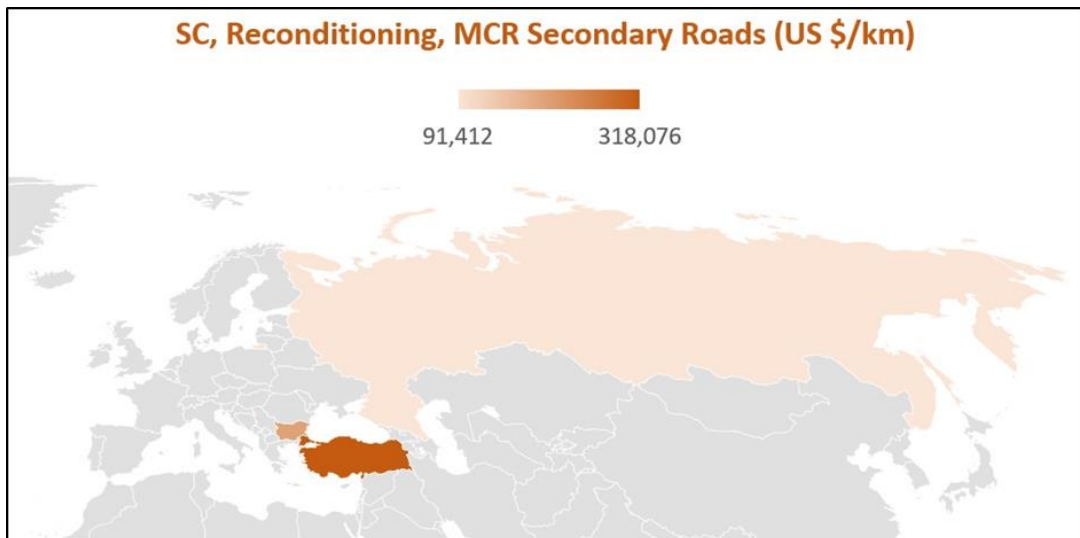 SC, Reconditioning, MCR Secondary Roads (US $/km)
91,412 318,076